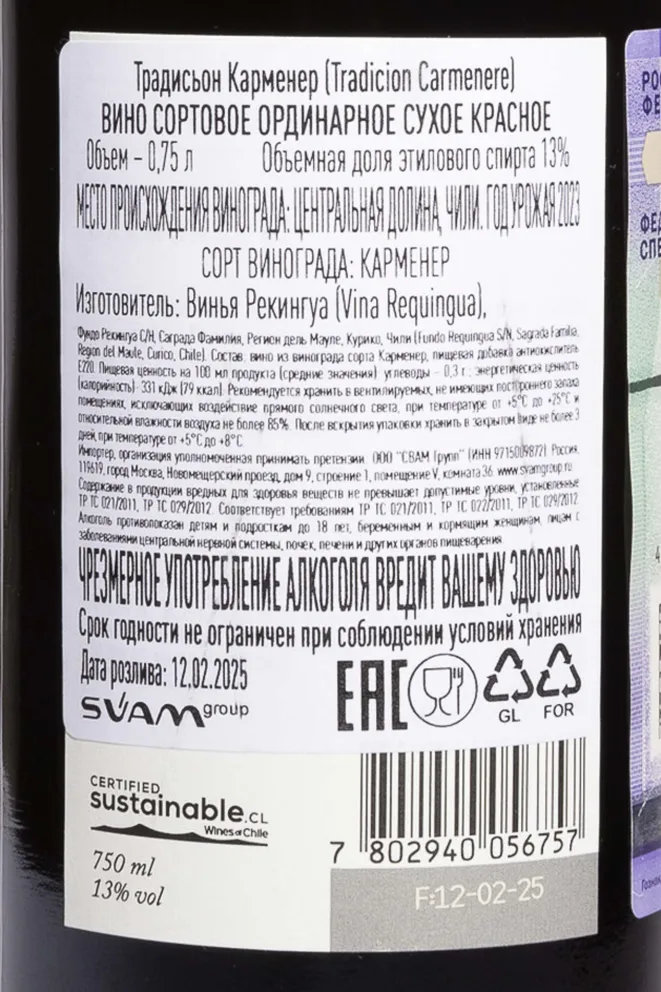 Традисьон Карменер (Tradicion Carmenere)
ВИНО СОРТОВОЕ ОРДИНАРНОЕ СУХОЕ КРАСНОЕ
Объем – 0,75 л Объемная доля этилового спирта 13%
МЕСТО ПРОИСХОЖДЕНИЯ ВИНОГРАДА: ЦЕНТРАЛЬНАЯ ДОЛИНА, ЧИЛИ. ГОД УРОЖАЯ 2023
СОРТ ВИНОГРАДА: КАРМЕНЕР
Изготовитель: Винья Рекингуа (Vina Requingua),
Фундо Рекингуа С/Н, Саграда Фамилия, Регион дель Мауле, Курико, Чили (Fundo Requingua S/N, Sagrada Familia,
Region del Maule, Curico, Chile). Состав: вино из винограда сорта Карменер, пищевая добавка антиокислитель
Е220. Пищевая ценность на 100 мл продукта (средние значения): углеводы – 0,3 г.; энергетическая ценность
(калорийность)- 331 кДж (79 ккал). Рекомендуется хранить в вентилируемых, не имеющих постороннего запаха
помещениях, исключающих воздействие прямого солнечного света, при температуре от +5°С до +25°С и
относительной влажности воздуха не более 85%. После вскрытия упаковки хранить в закрытом виде не более 3
дней, при температуре от +5°С до +8°С.
Импортер, организация уполномоченная принимать претензии: ООО "СВАМ Групп" (ИНН 9715009872) Россия,
119619, город Москва, Новомещерский проезд, дом 9, строение 1, помещение V, комната 36. www.svamgroup.ru
Содержание в продукции вредных для здоровья веществ не превышает допустимые уровни, установленные
ТР ТС 021/2011, ТР ТС 029/2012. Соответствует требованиям ТР ТС 021/2011, ТР ТС 022/2011, ТР ТС 029/2012.
Алкоголь противопоказан детям и подросткам до 18 лет, беременным и кормящим женщинам, лицам с
заболеваниями центральной нервной системы, почек, печени и других органов пищеварения.
ЧРЕЗМЕРНОЕ УПОТРЕБЛЕНИЕ АЛКОГОЛЯ ВРЕДИТ ВАШЕМУ ЗДОРОВЬЮ
Срок годности не ограничен при соблюдении условий хранения
Дата розлива: 12.02.2025
SVAM group
EAC
GL FOR
CERTIFIED
sustainable.CL
Wines of Chile
750 ml
13% vol
7 802940 056757
F:12-02-25
РО
ФЕ
ФЕД
СПЕ